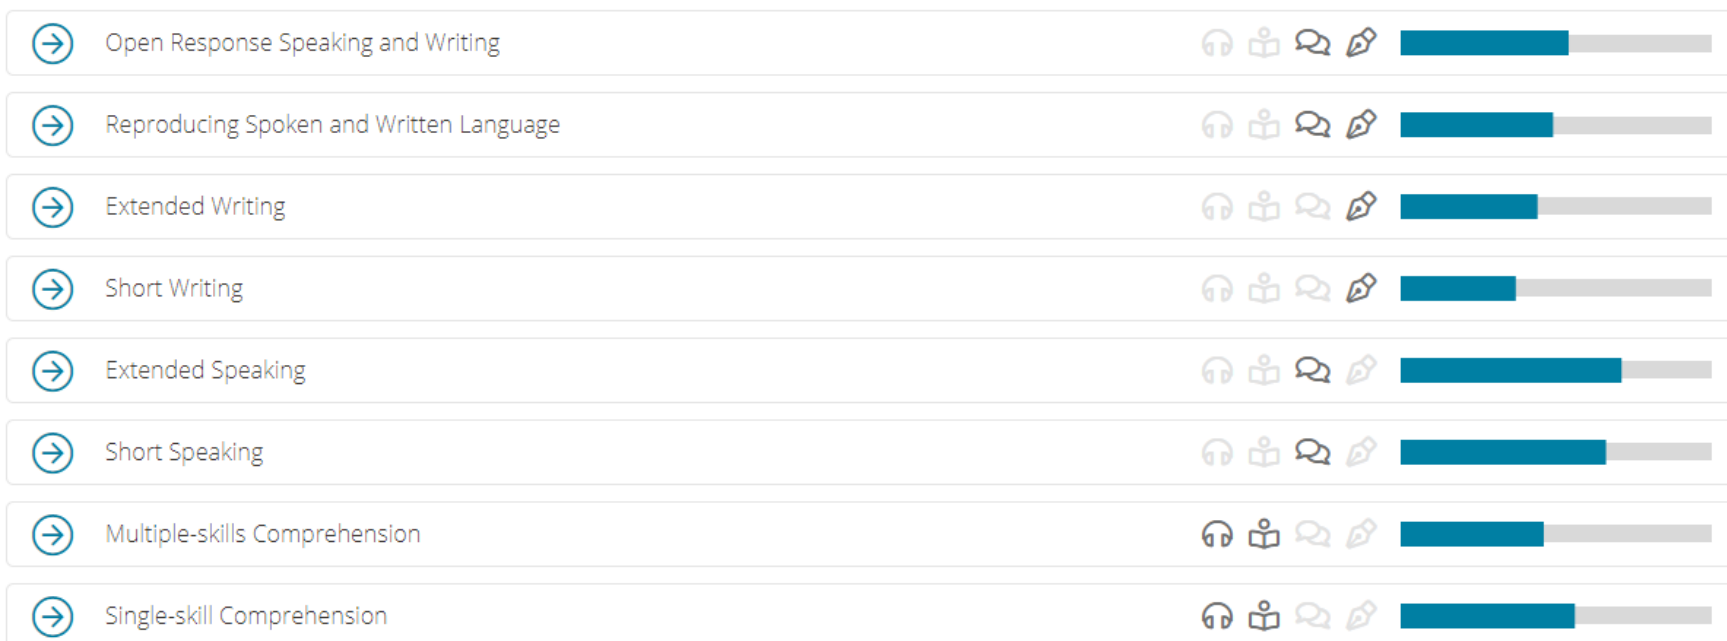 Open Response Speaking and Writing
Reproducing Spoken and Written Language
Extended Writing
Short Writing
Extended Speaking
Short Speaking
Multiple-skills Comprehension
Single-skill Comprehension